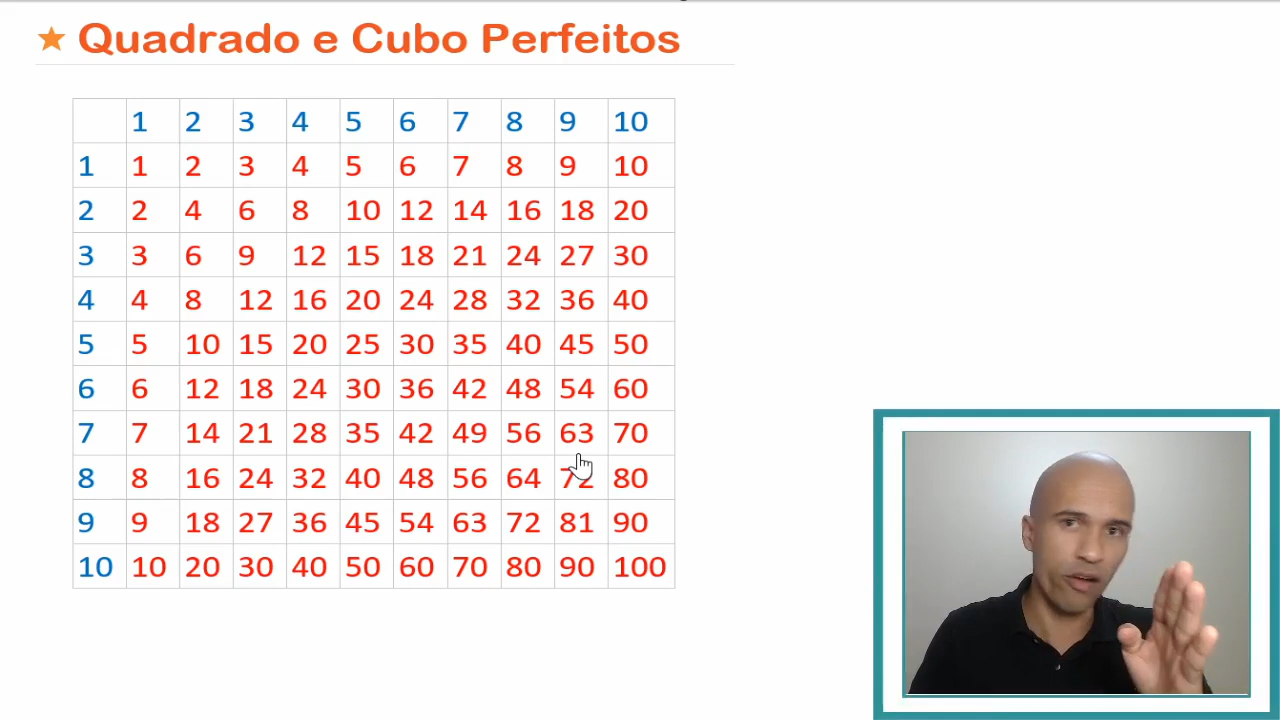 Quadrado e Cubo Perfeitos
1 2 3 4 5 6 7 8 9 10
1 1 2 3 4 5 6 7 8 9 10
2 2 4 6 8 10 12 14 16 18 20
3 3 6 9 12 15 18 21 24 27 30
4 4 8 12 16 20 24 28 32 36 40
5 5 10 15 20 25 30 35 40 45 50
6 6 12 18 24 30 36 42 48 54 60
7 7 14 21 28 35 42 49 56 63 70
8 8 16 24 32 40 48 56 64 72 80
9 9 18 27 36 45 54 63 72 81 90
10 10 20 30 40 50 60 70 80 90 100